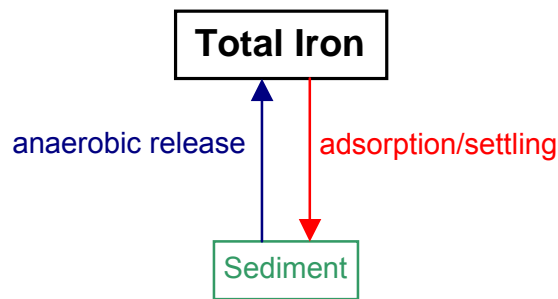 Total Iron
anaerobic release
adsorption/settling
Sediment